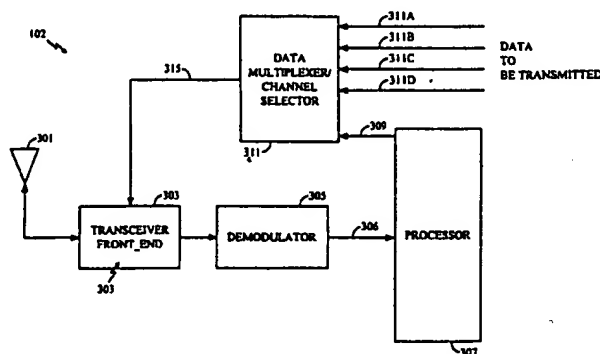 311A
102
311B
DATA
315
DATA
MULTIPLEXER/
CHANNEL
SELECTOR
311C
TO
BE TRANSMITTED
311D
309
301
311
303
305
TRANSCEIVER
FRONT_END
DEMODULATOR
306
PROCESSOR
303
307